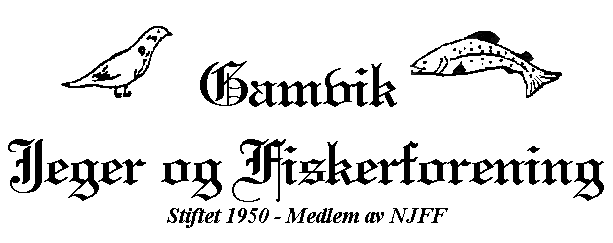 Gamvik
Jeger og Fiskerforening
Stiftet 1950 - Medlem av NJFF